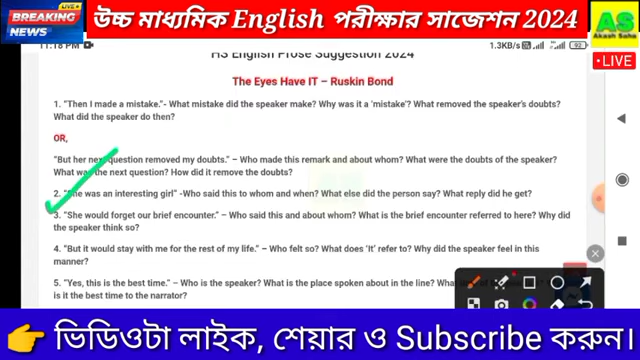 BREAKING
NEWS
উচ্চ মাধ্যমিক English পরীক্ষার সাজেশন 2024
AS
Akash Saha
LIVE
11:18 PM
1.3KB/s
92
HS English Prose Suggestion 2024
The Eyes Have IT – Ruskin Bond
1. "Then I made a mistake."- What mistake did the speaker make? Why was it a 'mistake'? What removed the speaker's doubts?
What did the speaker do then?
OR,
"But her next question removed my doubts." – Who made this remark and about whom? What were the doubts of the speaker?
What was the next question? How did it remove the doubts?
2. "She was an interesting girl" -Who said this to whom and when? What else did the person say? What reply did he get?
3. "She would forget our brief encounter." – Who said this and about whom? What is the brief encounter referred to here? Why did
the speaker think so?
4. "But it would stay with me for the rest of my life." – Who felt so? What does 'It' refer to? Why did the speaker feel in this
manner?
5. "Yes, this is the best time." – Who is the speaker? What is the place spoken about in the line?
is it the best time to the narrator?
ভিডিওটা লাইক, শেয়ার ও Subscribe করুন।